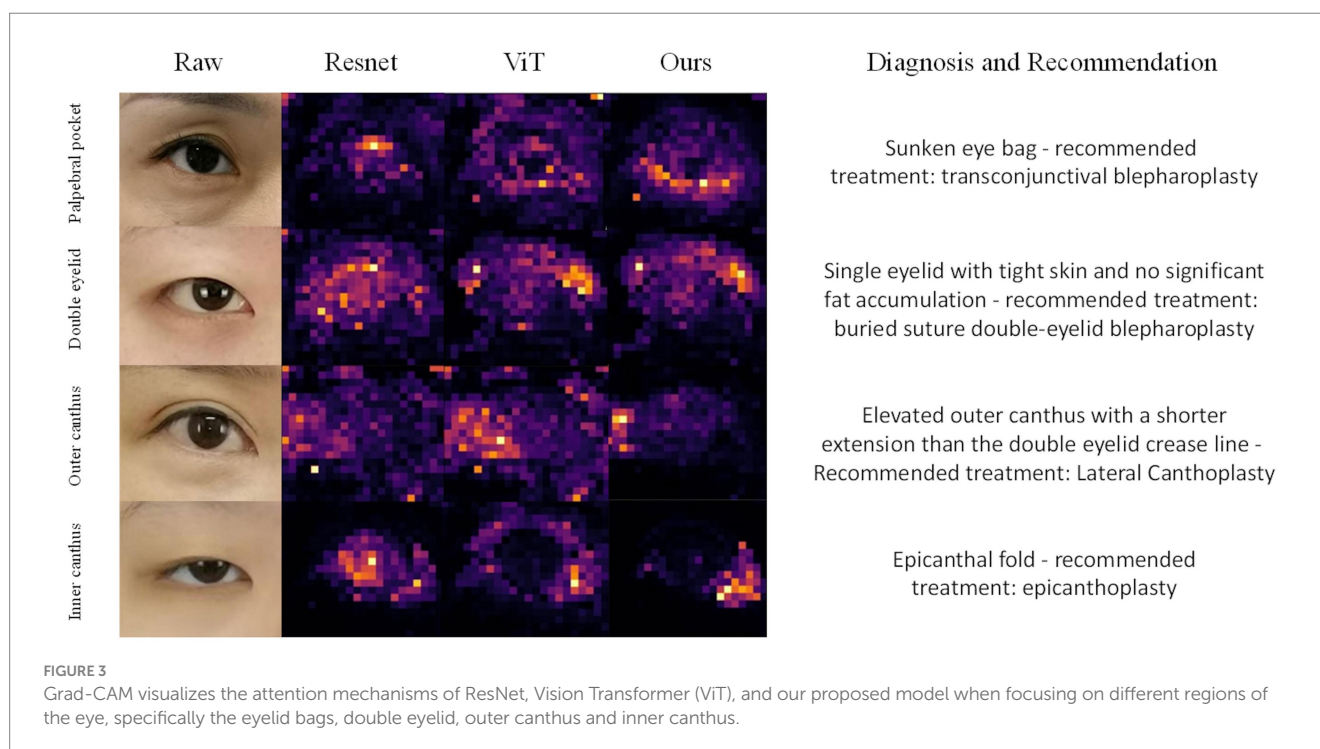 Raw
Resnet
ViT
Ours
Diagnosis and Recommendation
Palpebral pocket
Sunken eye bag - recommended
treatment: transconjunctival blepharoplasty
Double eyelid
Single eyelid with tight skin and no significant
fat accumulation - recommended treatment:
buried suture double-eyelid blepharoplasty
Outer canthus
Elevated outer canthus with a shorter
extension than the double eyelid crease line -
Recommended treatment: Lateral Canthoplasty
Inner canthus
Epicanthal fold - recommended
treatment: epicanthoplasty
FIGURE 3
Grad-CAM visualizes the attention mechanisms of ResNet, Vision Transformer (ViT), and our proposed model when focusing on different regions of
the eye, specifically the eyelid bags, double eyelid, outer canthus and inner canthus.